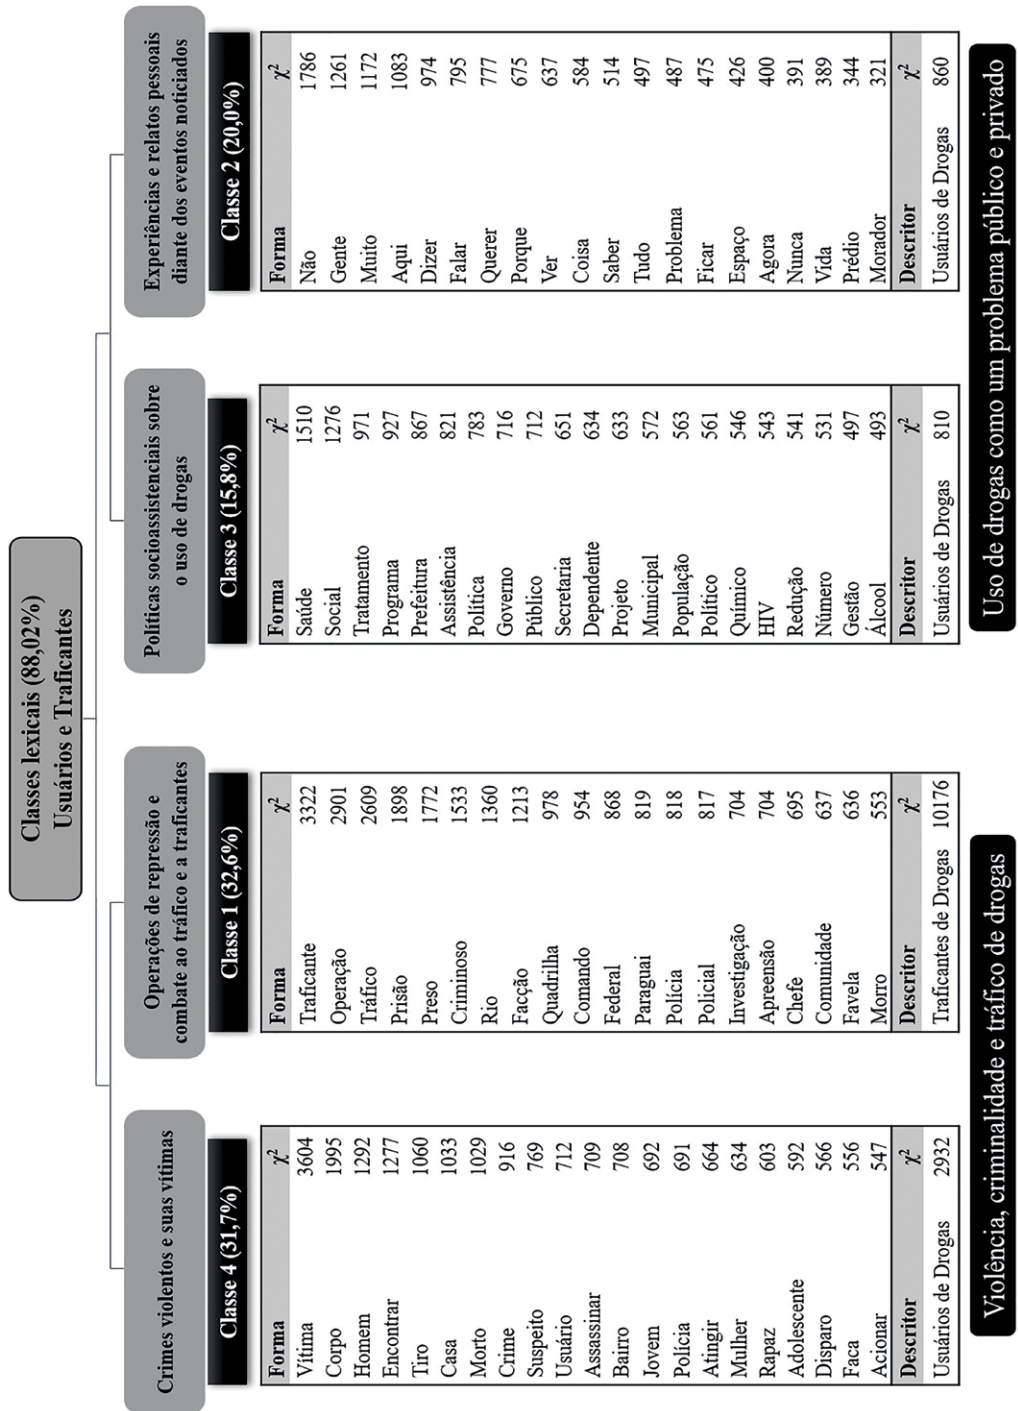 Classes lexicais (88,02%)
Usuários e Traficantes
Crimes violentos e suas vítimas
Classe 4 (31,7%)
Forma χ²
Vítima 3604
Corpo 1995
Homem 1292
Encontrar 1277
Tiro 1060
Casa 1033
Morto 1029
Crime 916
Suspeito 769
Usuário 712
Assassinar 709
Bairro 708
Jovem 692
Polícia 691
Atingir 664
Mulher 634
Rapaz 603
Adolescente 592
Disparo 566
Faca 556
Acionar 547
Descritor χ²
Usuários de Drogas 2932
Operações de repressão e
combate ao tráfico e a traficantes
Classe 1 (32,6%)
Forma χ²
Traficante 3322
Operação 2901
Tráfico 2609
Prisão 1898
Preso 1772
Criminoso 1533
Rio 1360
Facção 1213
Quadrilha 978
Comando 954
Federal 868
Paraguai 819
Polícia 818
Policial 817
Investigação 704
Apreensão 704
Chefe 695
Comunidade 637
Favela 636
Morro 553
Descritor χ²
Traficantes de Drogas 10176
Violência, criminalidade e tráfico de drogas
Políticas socioassistenciais sobre
o uso de drogas
Classe 3 (15,8%)
Forma χ²
Saúde 1510
Social 1276
Tratamento 971
Programa 927
Prefeitura 867
Assistência 821
Política 783
Governo 716
Público 712
Secretaria 651
Dependente 634
Projeto 633
Municipal 572
População 563
Político 561
Químico 546
HIV 543
Redução 541
Número 531
Gestão 497
Álcool 493
Descritor χ²
Usuários de Drogas 810
Experiências e relatos pessoais
diante dos eventos noticiados
Classe 2 (20,0%)
Forma χ²
Não 1786
Gente 1261
Muito 1172
Aqui 1083
Dizer 974
Falar 795
Querer 777
Porque 675
Ver 637
Coisa 584
Saber 514
Tudo 497
Problema 487
Ficar 475
Espaço 426
Agora 400
Nunca 391
Vida 389
Prédio 344
Morador 321
Descritor χ²
Usuários de Drogas 860
Uso de drogas como um problema público e privado